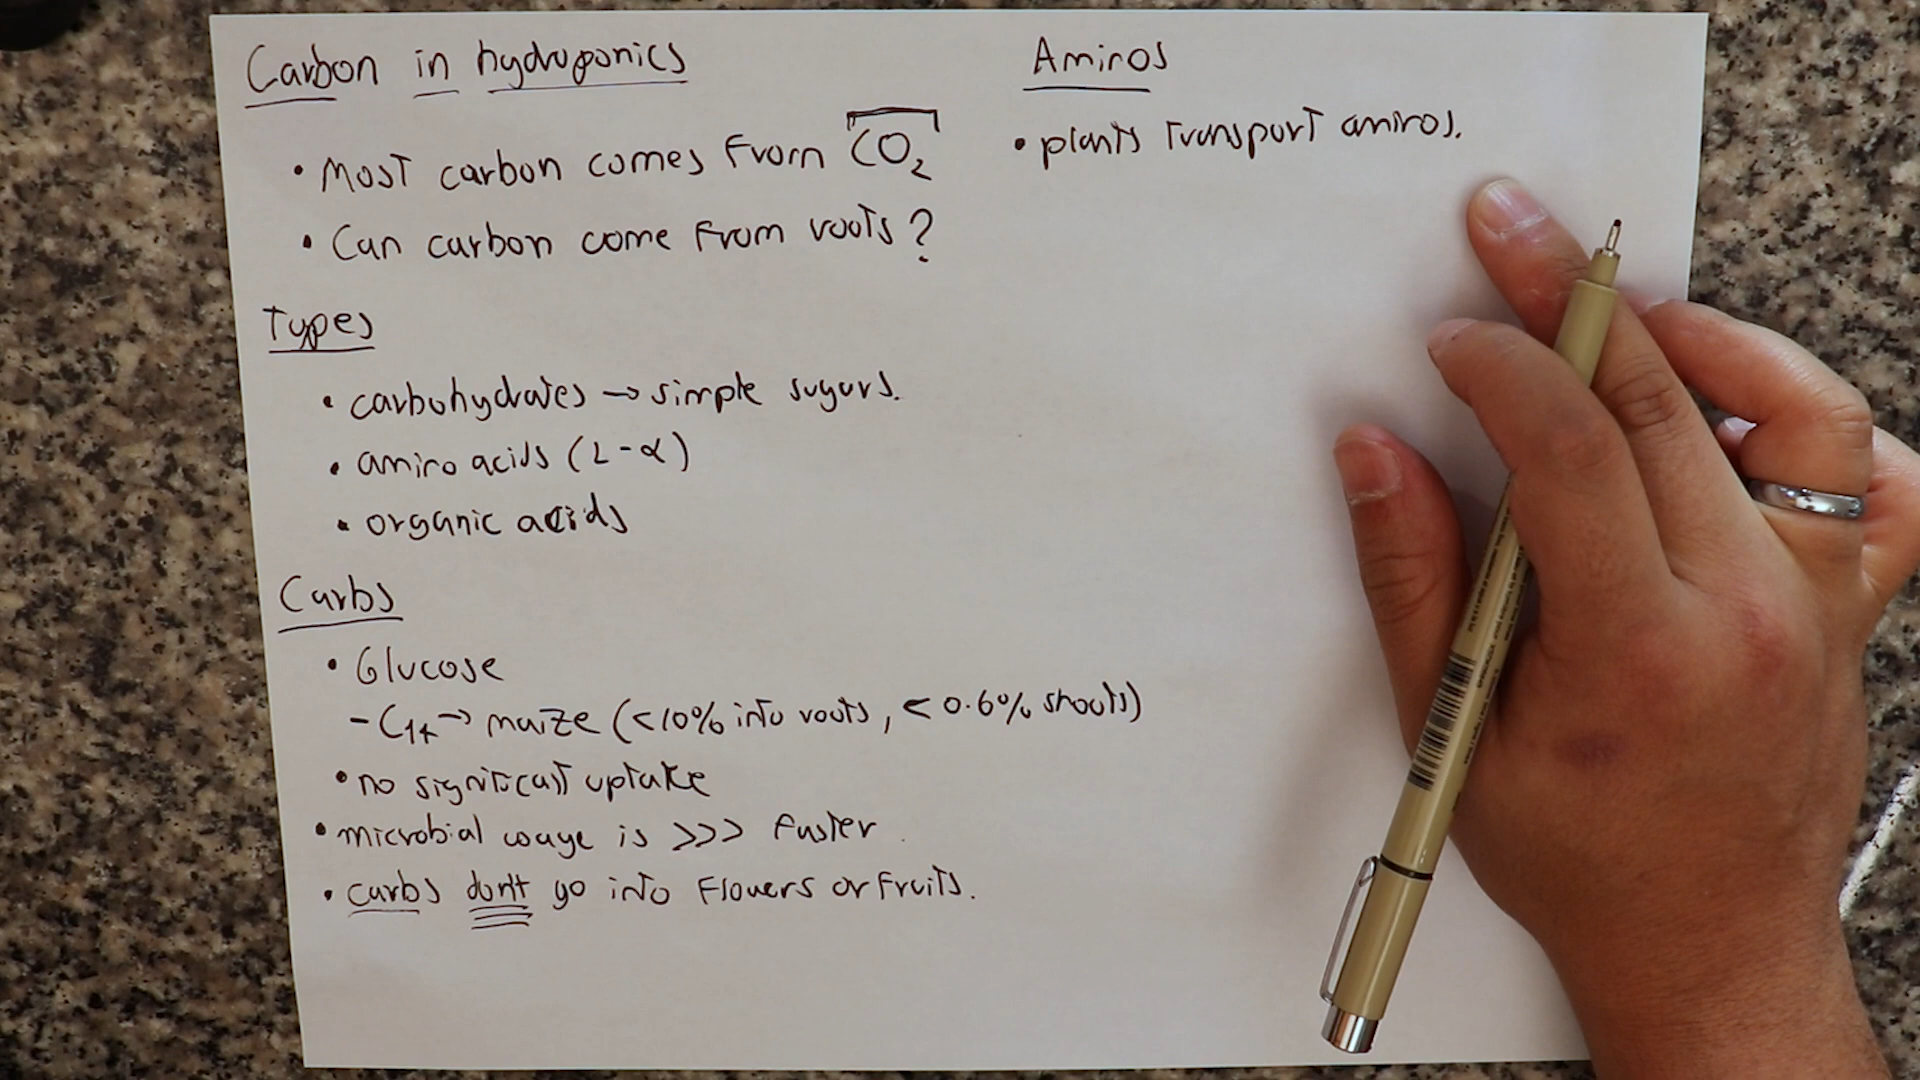 Carbon in hydroponics
• Most carbon comes from CO2
• Can carbon come from roots?
Types
• carbohydrates → simple sugars.
• amino acids (L-α)
• organic acids
Carbs
• Glucose
- C14 → maize (<10% into roots, <0.6% shoots)
• no significant uptake
• microbial usage is >>> faster
• carbs don't go into flowers or fruits.
Aminos
• plants transport aminos.